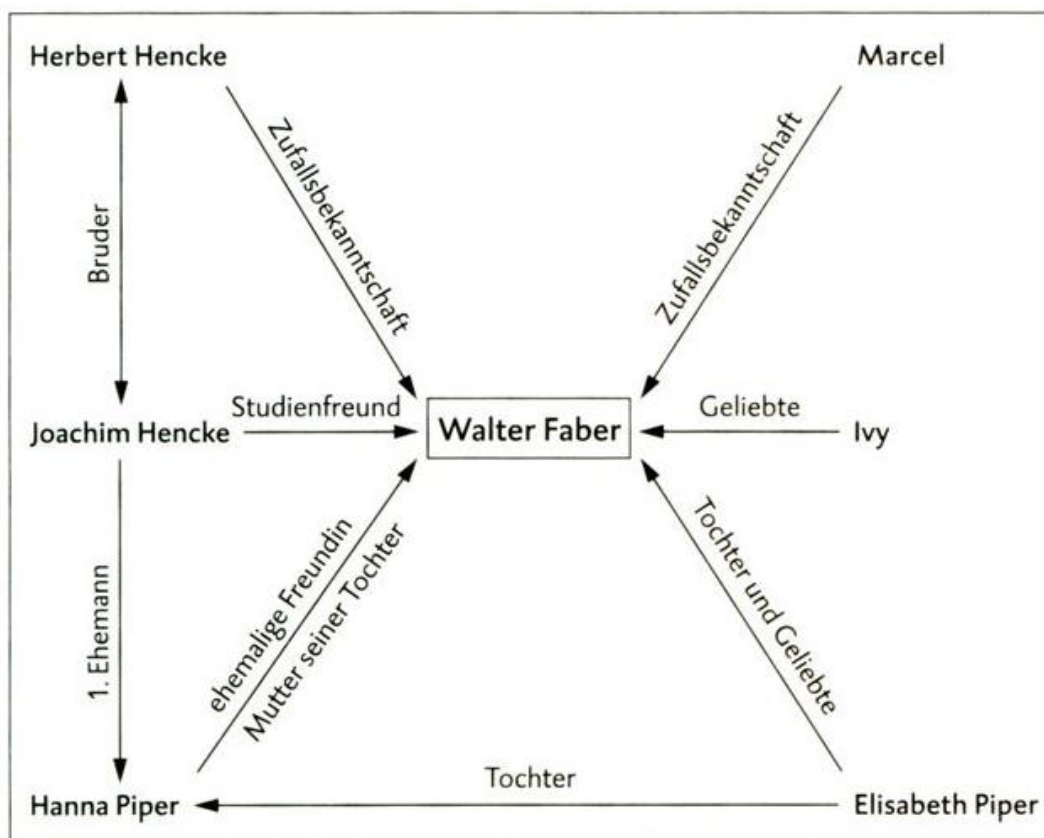 Herbert Hencke
Marcel
Zufallsbekanntschaft
Zufallsbekanntschaft
Bruder
Joachim Hencke
Studienfreund
Walter Faber
Geliebte
Ivy
1. Ehemann
ehemalige Freundin
Mutter seiner Tochter
Tochter und Geliebte
Hanna Piper
Tochter
Elisabeth Piper